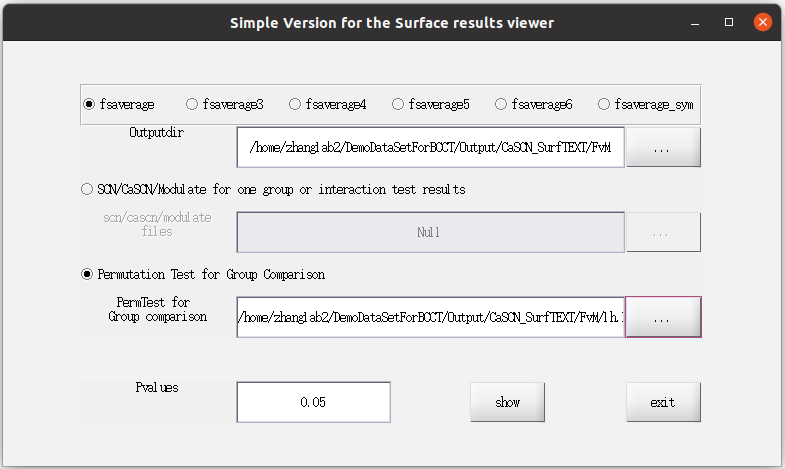 Simple Version for the Surface results viewer
fsaverage fsaverage3 fsaverage4 fsaverage5 fsaverage6 fsaverage_sym
Outputdir
/home/zhanglab2/DemoDataSetForBCCT/Output/CaSCN_SurfTEXT/FvM
...
SCN/CaSCN/Modulate for one group or interaction test results
scn/cascn/modulate
files
Null
...
Permutation Test for Group Comparison
PermTest for
Group comparison
/home/zhanglab2/DemoDataSetForBCCT/Output/CaSCN_SurfTEXT/FvM/lh.
...
Pvalues
0.05
show
exit